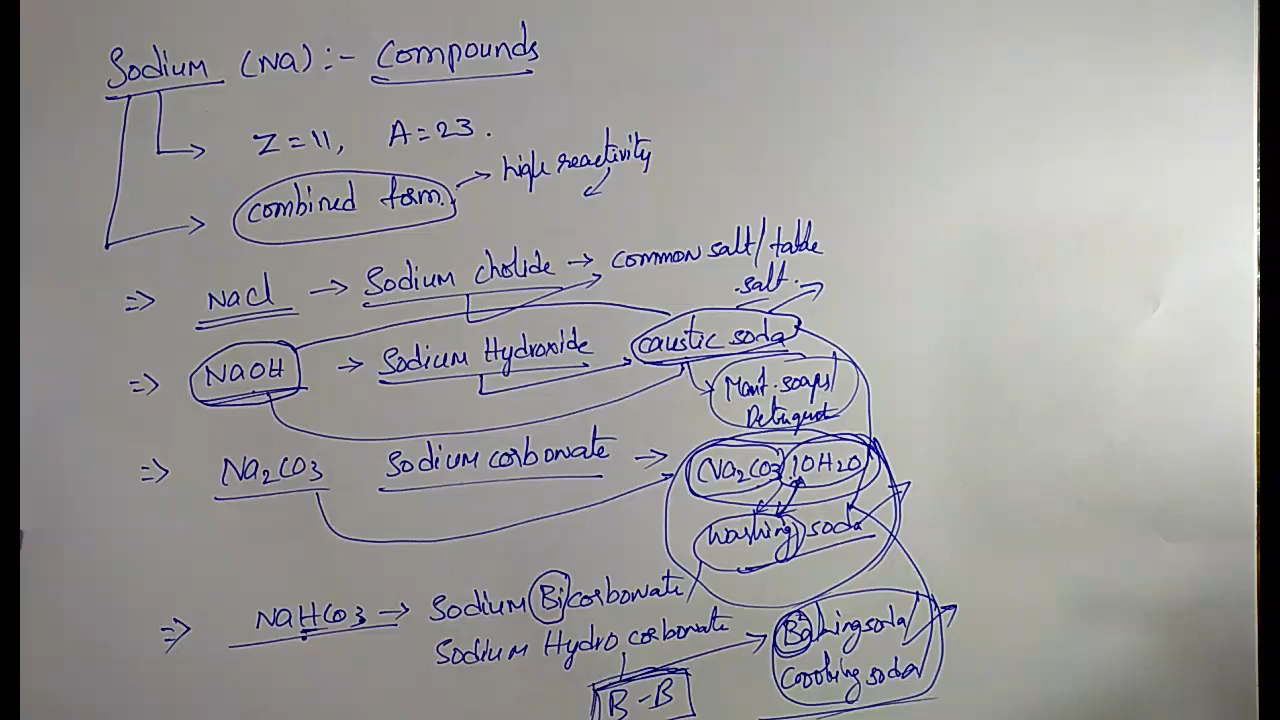 Sodium (Na) :- Compounds
Z = 11, A = 23.
combined form. → high reactivity
⇒ NaCl → Sodium cholide → common salt / table
salt.
⇒ NaOH → Sodium Hydroxide caustic soda
Manf. soaps/
Detergent
⇒ Na2CO3 Sodium carbonate → Na2CO3 10H2O
washing soda
⇒ NaHCO3 → Sodium Bicarbonate
Sodium Hydro carbonate Baking soda/
Cooking soda
B-B